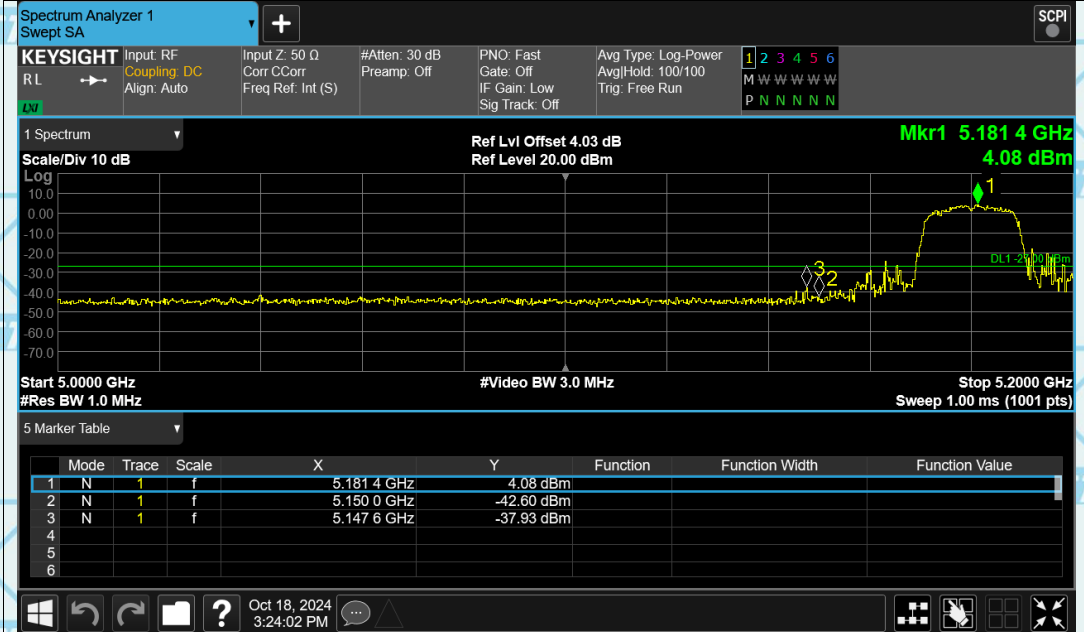 Spectrum Analyzer 1
Swept SA
+
SCPI
KEYSIGHT
R L
LXI
Input: RF
Coupling: DC
Align: Auto
Input Z: 50 Ω
Corr CCorr
Freq Ref: Int (S)
#Atten: 30 dB
Preamp: Off
PNO: Fast
Gate: Off
IF Gain: Low
Sig Track: Off
Avg Type: Log-Power
Avg|Hold: 100/100
Trig: Free Run
1 2 3 4 5 6
M W W W W W
P N N N N N
1 Spectrum
Scale/Div 10 dB
Ref Lvl Offset 4.03 dB
Ref Level 20.00 dBm
Mkr1 5.181 4 GHz
4.08 dBm
Log
10.0
0.00
-10.0
-20.0
-30.0
-40.0
-50.0
-60.0
-70.0
1
3
2
DL1 -27.00 dBm
Start 5.0000 GHz
#Video BW 3.0 MHz
Stop 5.2000 GHz
#Res BW 1.0 MHz
Sweep 1.00 ms (1001 pts)
5 Marker Table
Mode Trace Scale X Y Function Function Width Function Value
1 N 1 f 5.181 4 GHz 4.08 dBm
2 N 1 f 5.150 0 GHz -42.60 dBm
3 N 1 f 5.147 6 GHz -37.93 dBm
4
5
6
?
Oct 18, 2024
3:24:02 PM